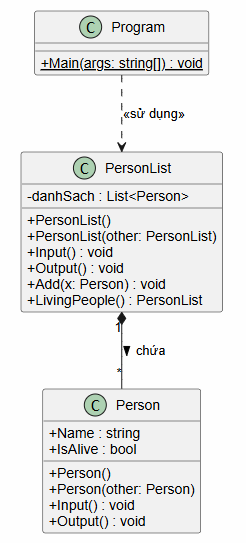 C Program
+Main(args: string[]) : void
«sử dụng»
C PersonList
-danhSach : List<Person>
+PersonList()
+PersonList(other: PersonList)
+Input() : void
+Output() : void
+Add(x: Person) : void
+LivingPeople() : PersonList
1
chứa
*
C Person
+Name : string
+IsAlive : bool
+Person()
+Person(other: Person)
+Input() : void
+Output() : void